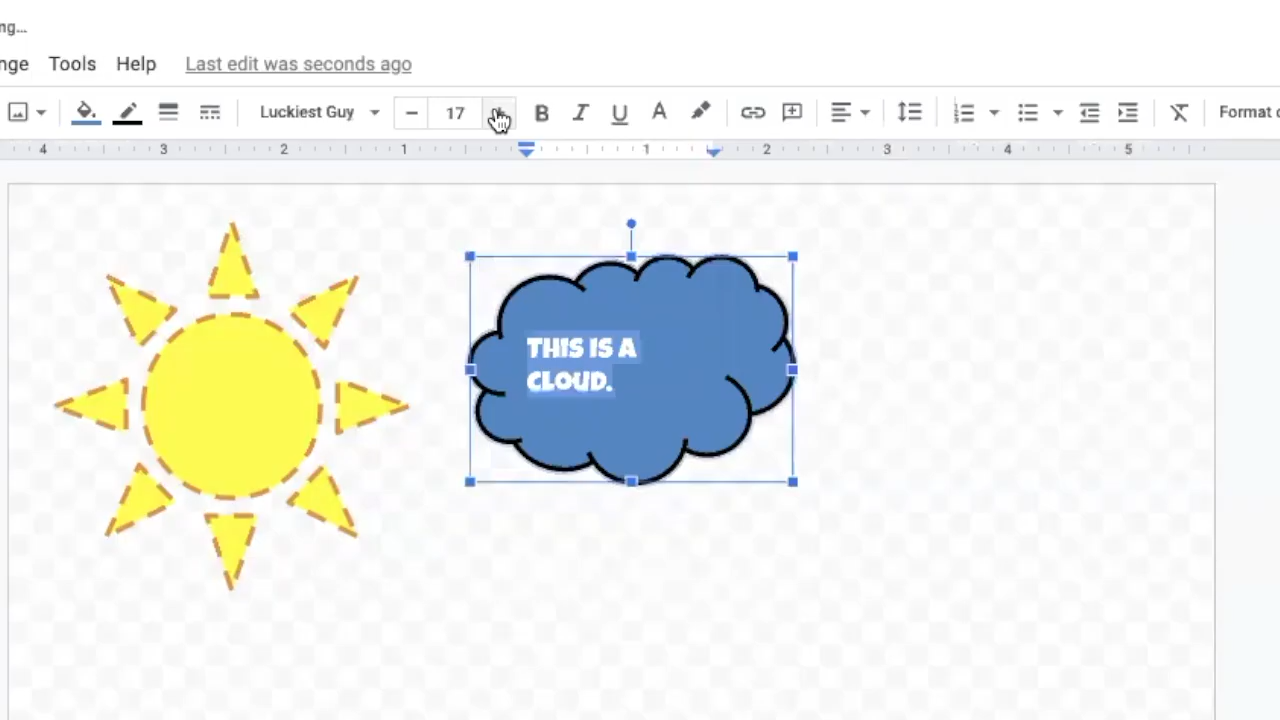 ng...
nge Tools Help Last edit was seconds ago
Luckiest Guy 17 B I U A Format o
4 3 2 1 1 2 3 4 5
THIS IS A
CLOUD.